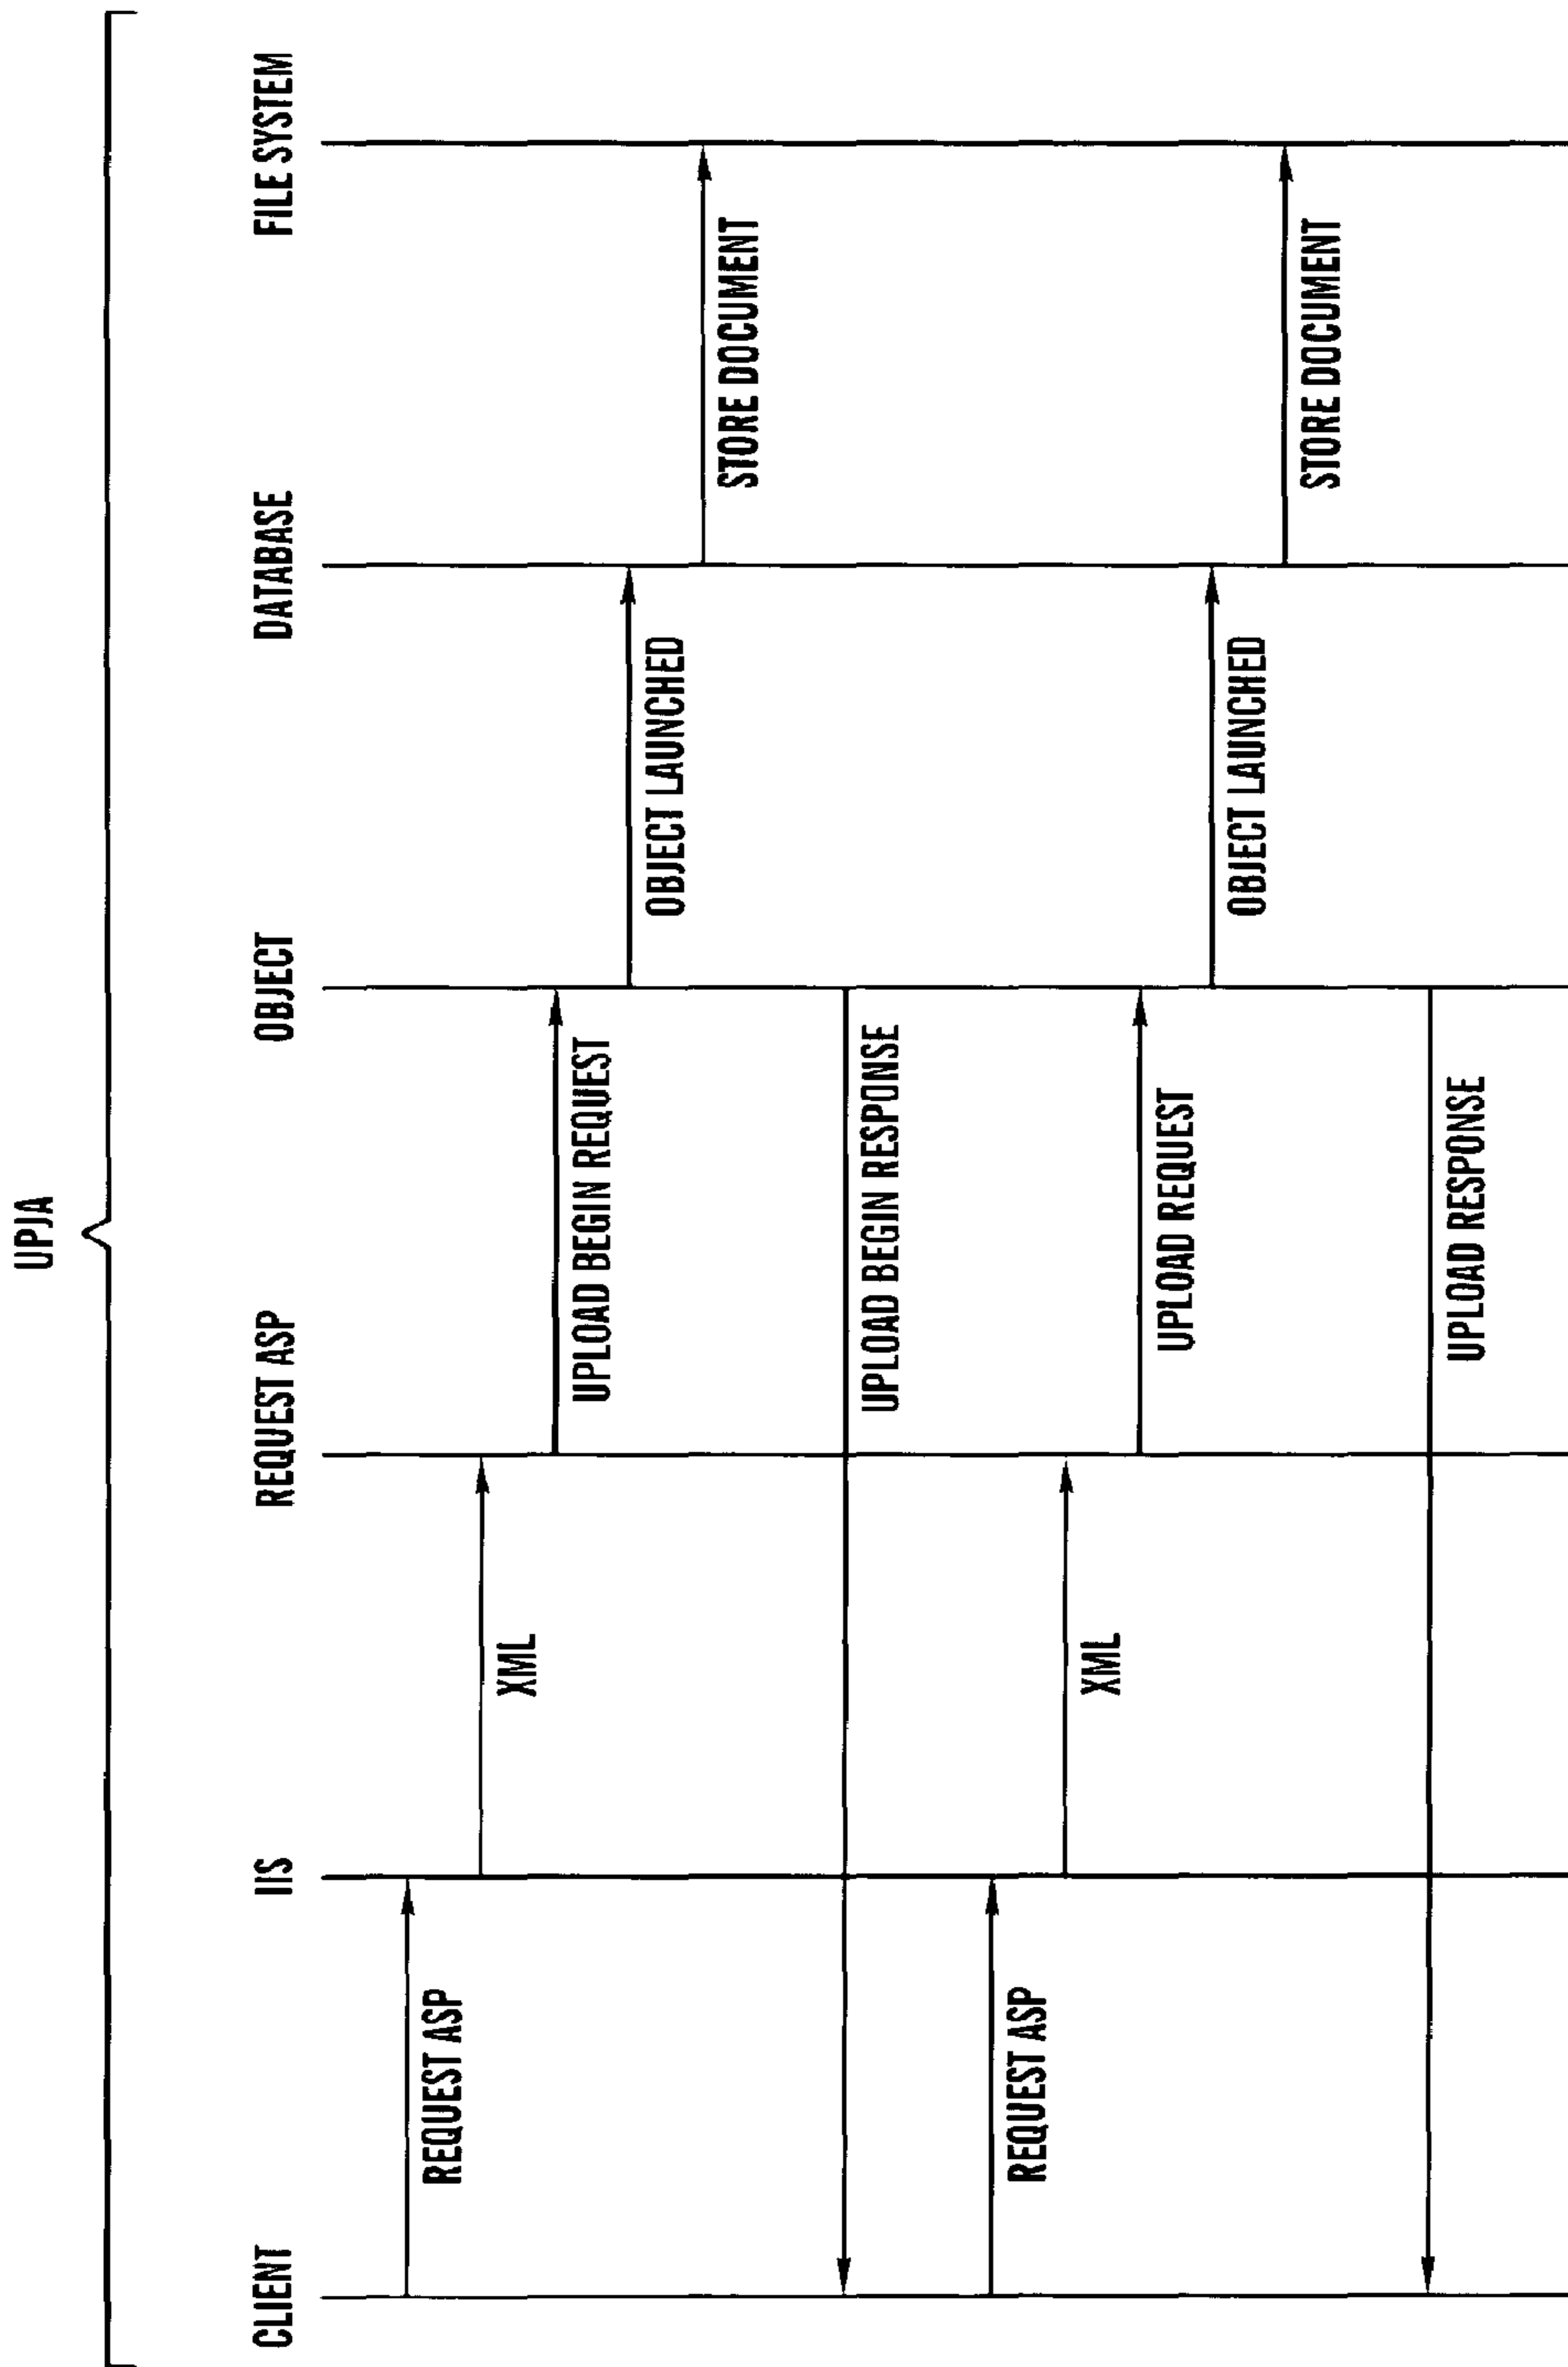 UPJA
CLIENT
IIS
REQUEST ASP
OBJECT
DATABASE
FILE SYSTEM
REQUEST ASP
XML
UPLOAD BEGIN REQUEST
OBJECT LAUNCHED
STORE DOCUMENT
UPLOAD BEGIN RESPONSE
REQUEST ASP
XML
UPLOAD REQUEST
OBJECT LAUNCHED
STORE DOCUMENT
UPLOAD RESPONSE